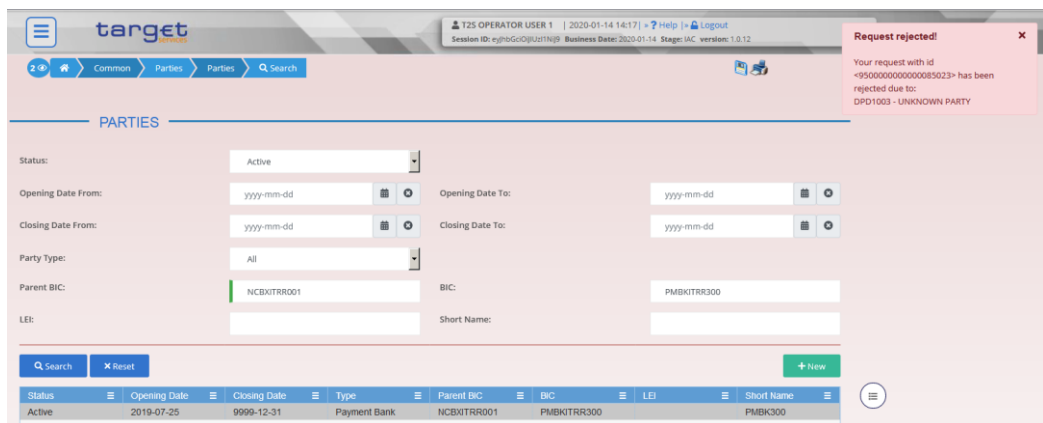 target
SERVICES
T2S OPERATOR USER 1 | 2020-01-14 14:17 | » ? Help | » Logout
Session ID: eyJhbGciOiJIUzI1NiJ9 Business Date: 2020-01-14 Stage: IAC version: 1.0.12
Request rejected! ×
Your request with id
<9500000000000085023> has been
rejected due to:
DPD1003 - UNKNOWN PARTY
2 Common Parties Parties Search
PARTIES
Status: Active
Opening Date From: yyyy-mm-dd Opening Date To: yyyy-mm-dd
Closing Date From: yyyy-mm-dd Closing Date To: yyyy-mm-dd
Party Type: All
Parent BIC: NCBXITRR001 BIC: PMBKITRR300
LEI: Short Name:
Search × Reset + New
Status Opening Date Closing Date Type Parent BIC BIC LEI Short Name
Active 2019-07-25 9999-12-31 Payment Bank NCBXITRR001 PMBKITRR300 PMBK300